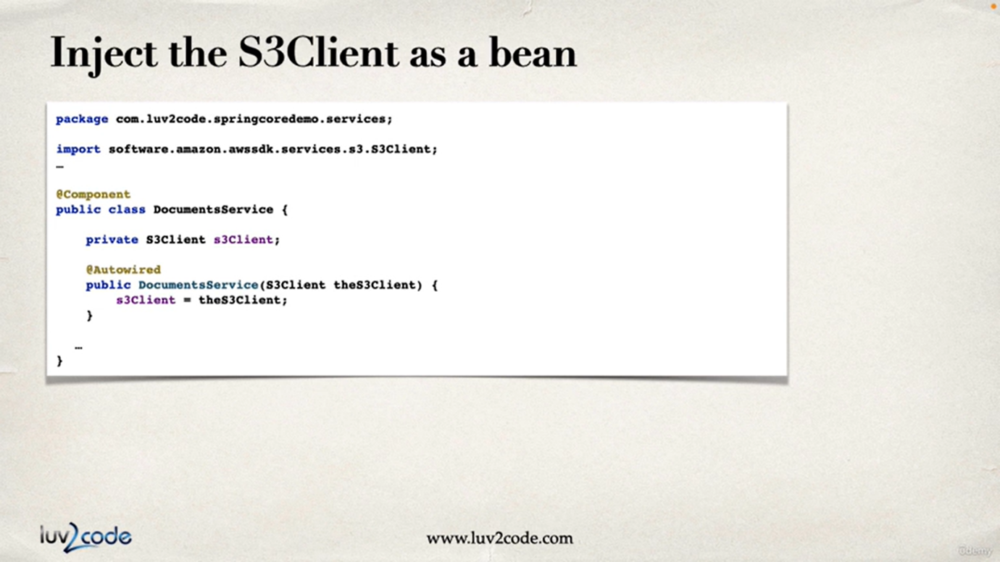 Inject the S3Client as a bean
package com.luv2code.springcoredemo.services;
import software.amazon.awssdk.services.s3.S3Client;
…
@Component
public class DocumentsService {
private S3Client s3Client;
@Autowired
public DocumentsService(S3Client theS3Client) {
s3Client = theS3Client;
}
…
}
luv2code
www.luv2code.com
ûdemy